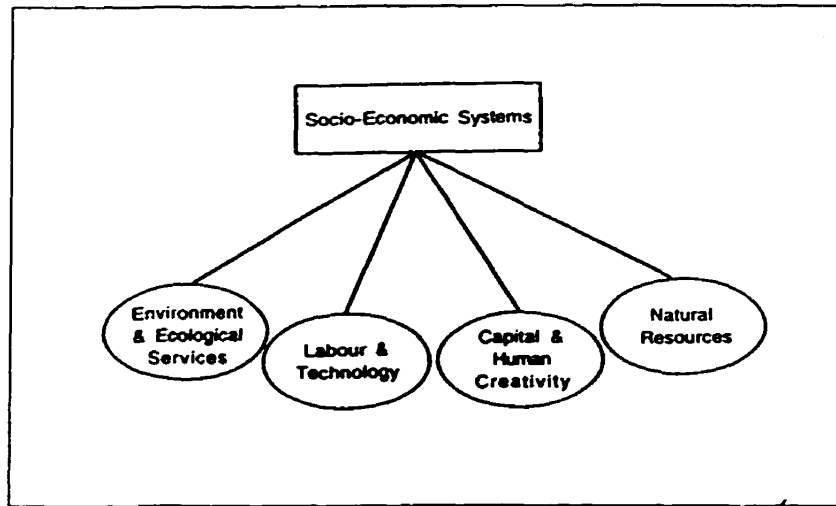 Socio-Economic Systems
Environment
& Ecological
Services
Labour &
Technology
Capital &
Human
Creativity
Natural
Resources